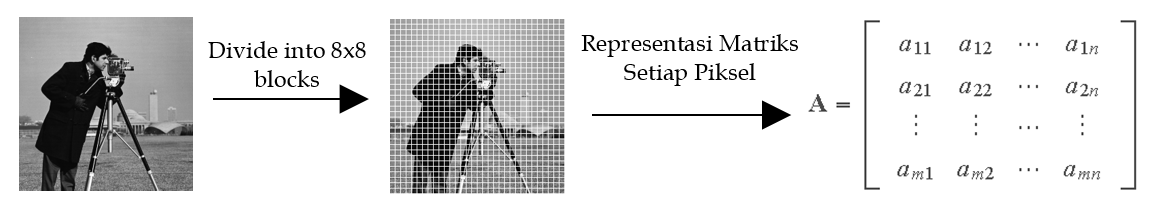 Divide into 8x8
blocks
Representasi Matriks
Setiap Piksel
A =
a11 a12 ⋯ a1n
a21 a22 ⋯ a2n
⋮ ⋮ ⋯ ⋮
am1 am2 ⋯ amn